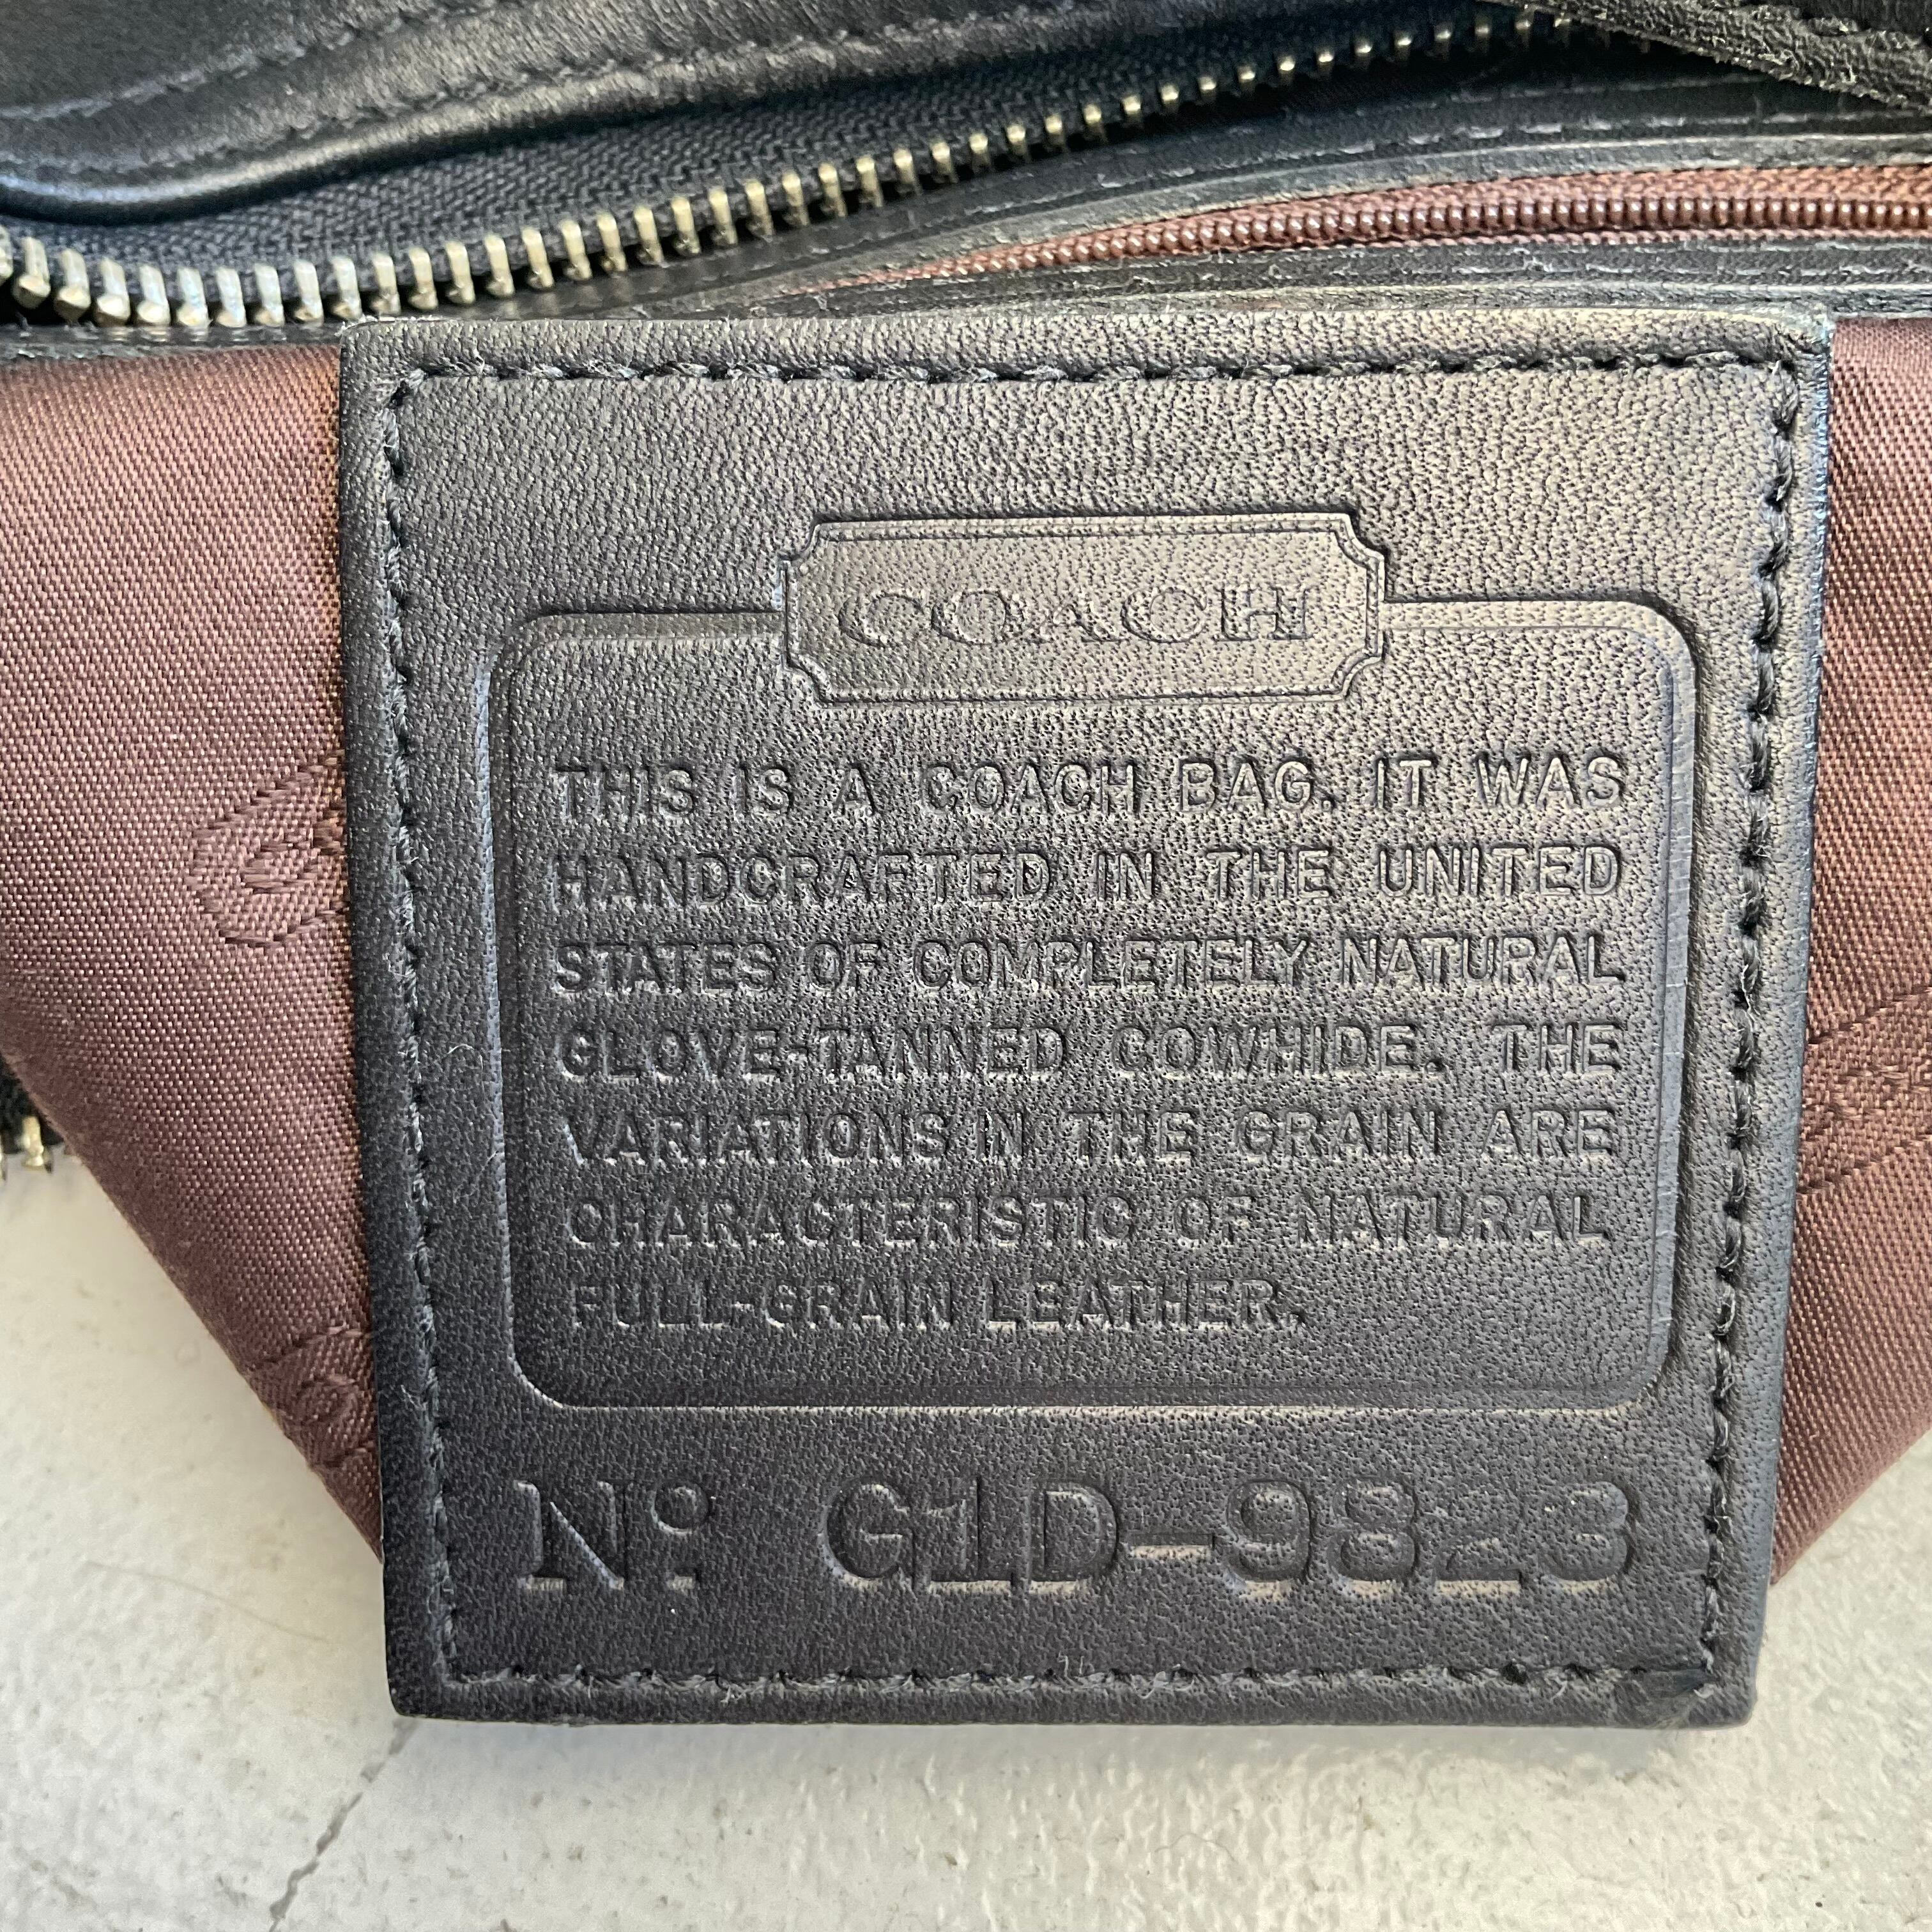 COACH
THIS IS A COACH BAG. IT WAS
HANDCRAFTED IN THE UNITED
STATES OF COMPLETELY NATURAL
GLOVE-TANNED COWHIDE. THE
VARIATIONS IN THE GRAIN ARE
CHARACTERISTIC OF NATURAL
FULL-GRAIN LEATHER.
No G1D-9823